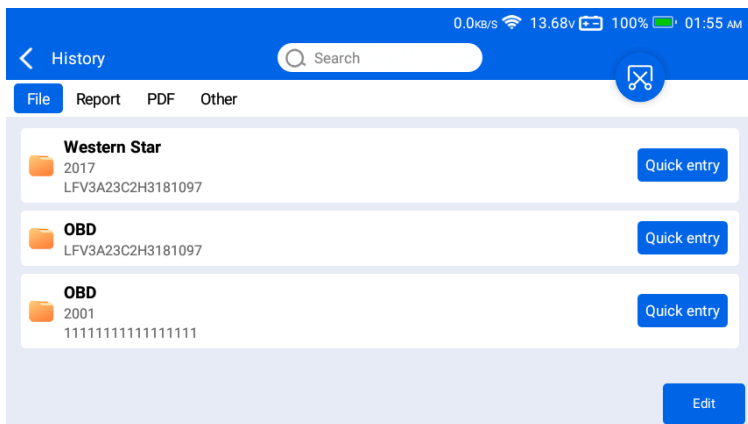 0.0KB/S 13.68V 100% 01:55 AM
History Search
File Report PDF Other
Western Star
2017
LFV3A23C2H3181097
Quick entry
OBD
LFV3A23C2H3181097
Quick entry
OBD
2001
11111111111111111
Quick entry
Edit